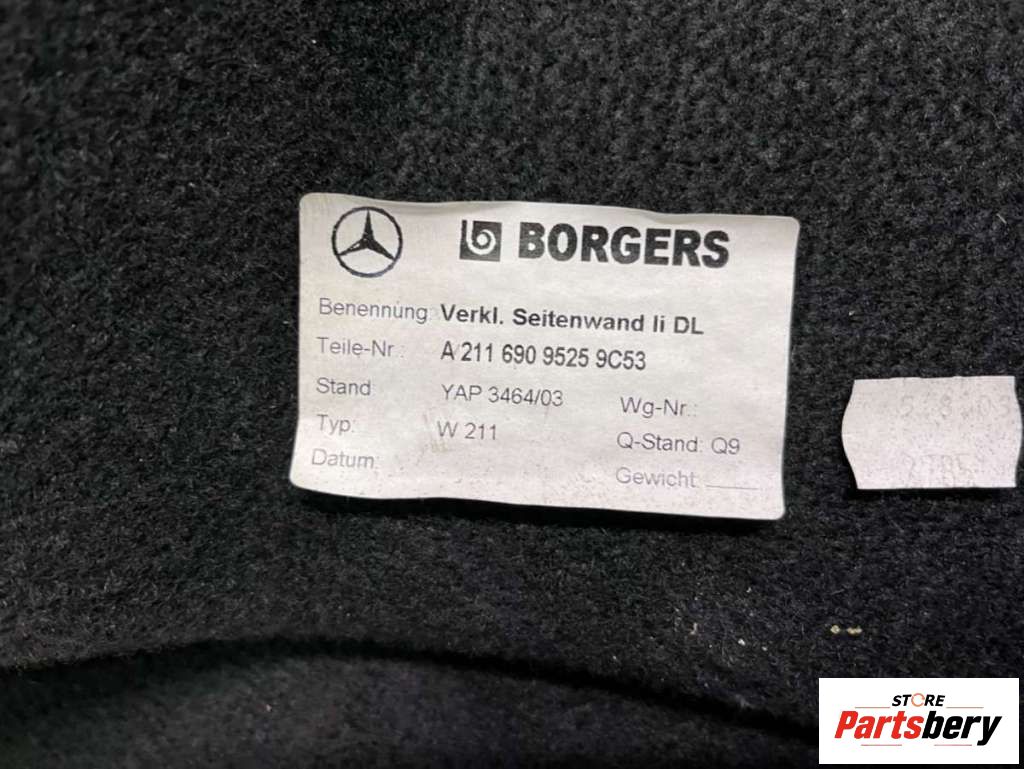 BORGERS
Benennung: Verkl. Seitenwand li DL
Teile-Nr.: A 211 690 9525 9C53
Stand YAP 3464/03 Wg-Nr.:
Typ: W 211 Q-Stand: Q9
Datum: Gewicht:
STORE
Partsbery